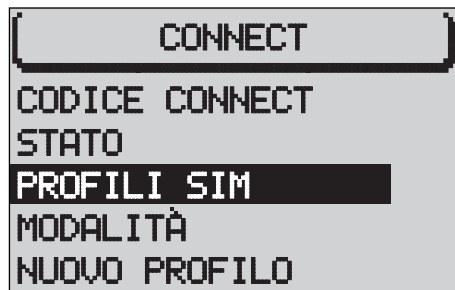 CONNECT
CODICE CONNECT
STATO
PROFILI SIM
MODALITÀ
NUOVO PROFILO